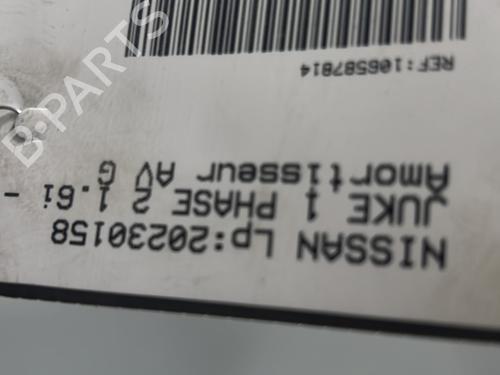 NISSAN Lp:20230158
JUKE 1 PHASE 2 1.6i -
Amortisseur AV G
REF:106587814
B-PARTS